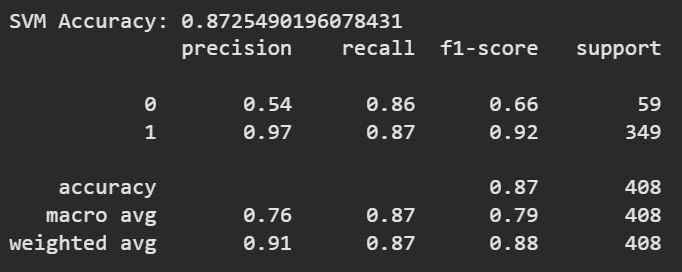 SVM Accuracy: 0.8725490196078431
precision recall f1-score support
0 0.54 0.86 0.66 59
1 0.97 0.87 0.92 349
accuracy 0.87 408
macro avg 0.76 0.87 0.79 408
weighted avg 0.91 0.87 0.88 408